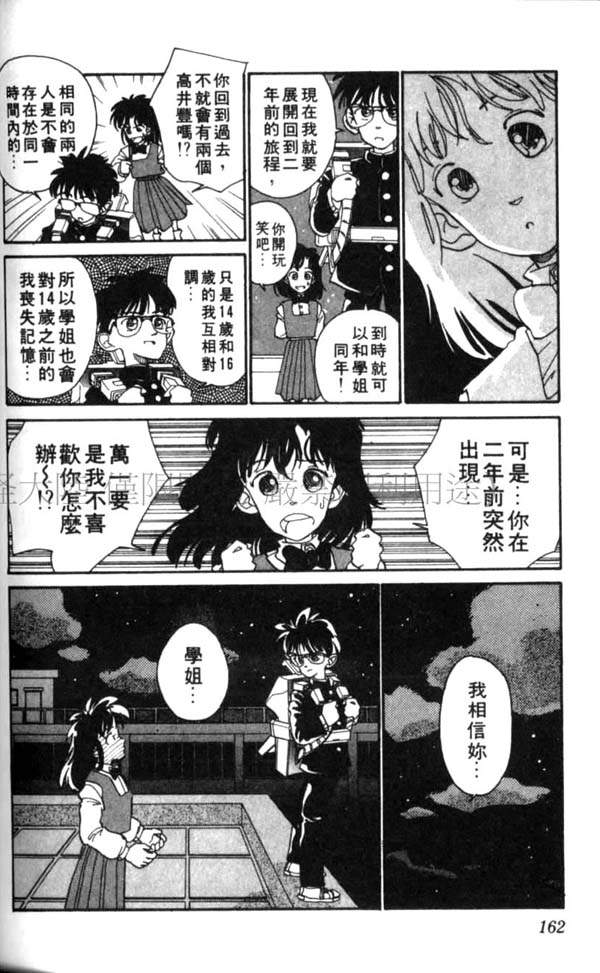 現在我就要
展開回到二
年前的旅程，
你開玩
笑吧…
到時就可
以和學姐
同年！
你回到過去，
不就會有兩個
高井豐嗎！？
相同的兩
人是不會
存在於同一
時間內的…
只是14歲和16
歲的我互相對
調…
所以學姐也會
對14歲之前的
我喪失記憶…
可是…你在
二年前突然
出現
萬一要
是我不喜
歡你怎麼
辦～！？
我相信妳…
學姐…
162